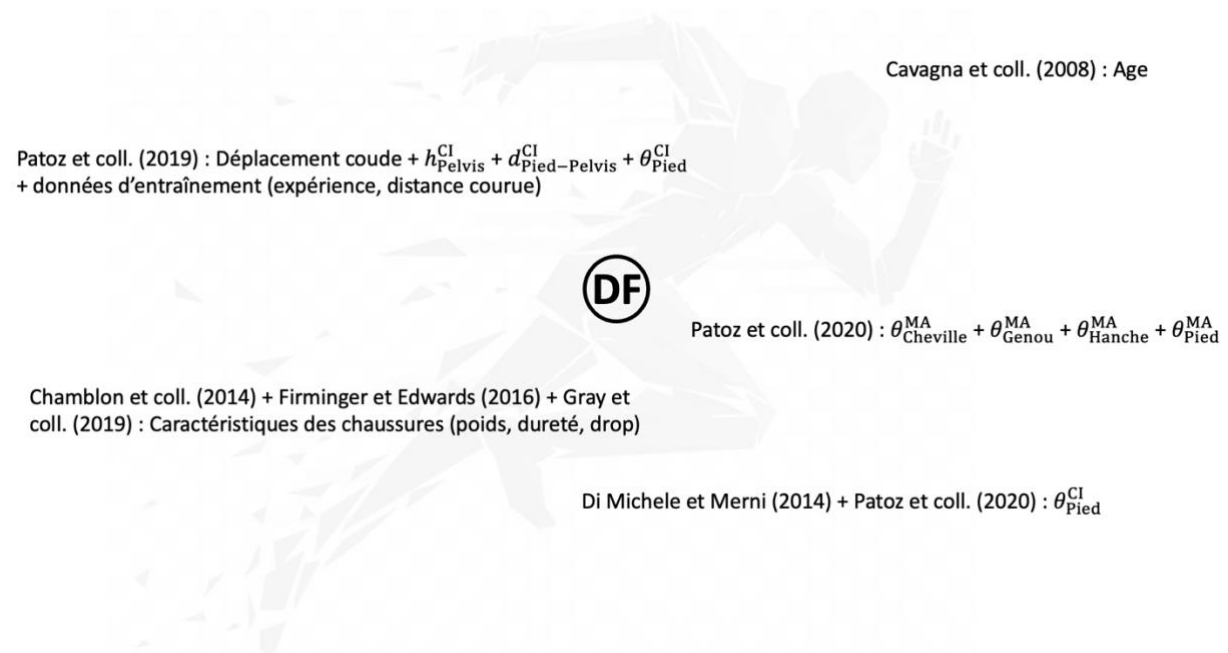 Cavagna et coll. (2008) : Age
Patoz et coll. (2019) : Déplacement coude + h^CI_Pelvis + d^CI_Pied−Pelvis + θ^CI_Pied
+ données d'entraînement (expérience, distance courue)
DF
Patoz et coll. (2020) : θ^MA_Cheville + θ^MA_Genou + θ^MA_Hanche + θ^MA_Pied
Chamblon et coll. (2014) + Firminger et Edwards (2016) + Gray et
coll. (2019) : Caractéristiques des chaussures (poids, dureté, drop)
Di Michele et Merni (2014) + Patoz et coll. (2020) : θ^CI_Pied